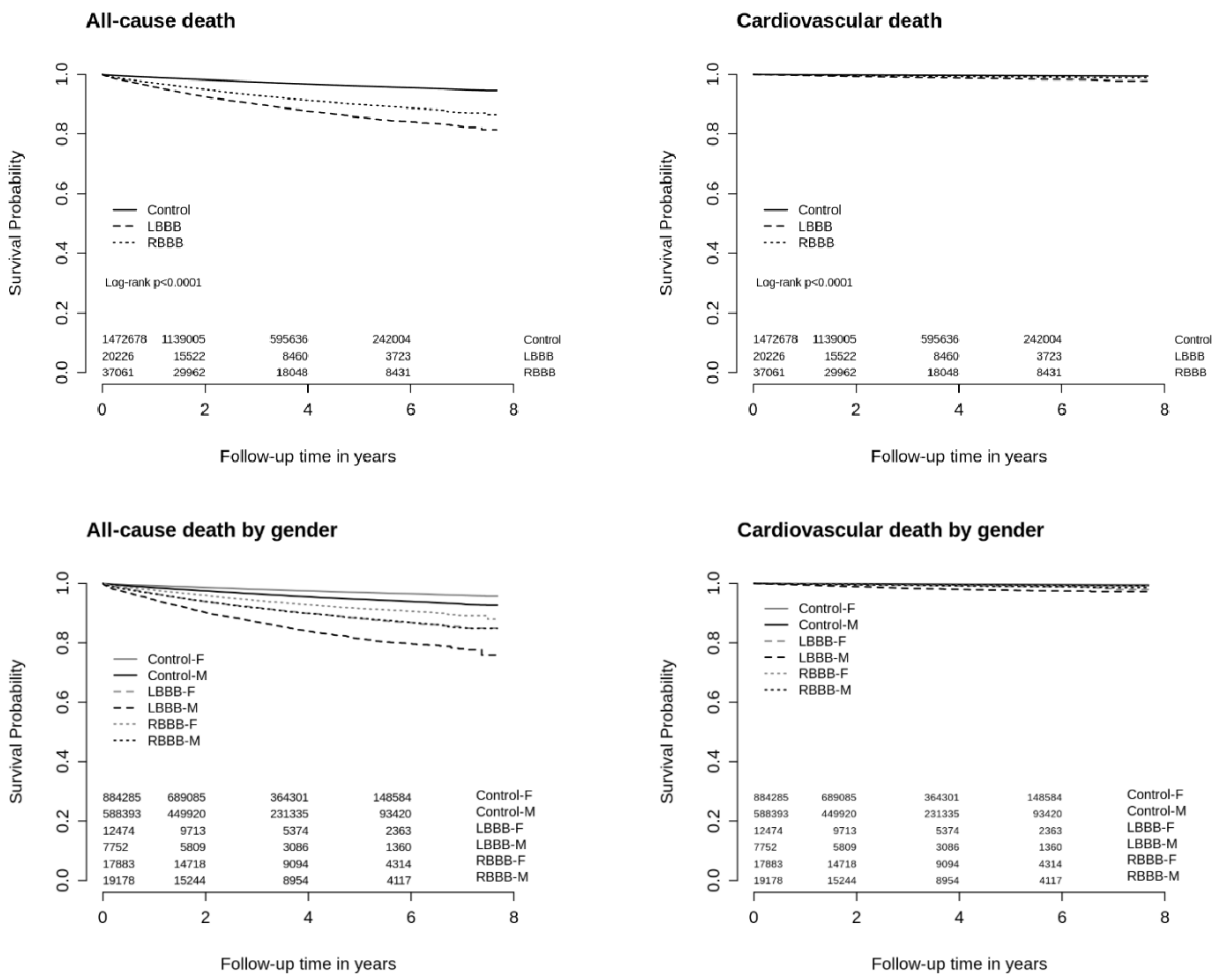 All-cause death
Survival Probability
1.0
0.8
0.6
0.4
0.2
0.0
Control
LBBB
RBBB
Log-rank p<0.0001
1472678 1139005 595636 242004 Control
20226 15522 8460 3723 LBBB
37061 29962 18048 8431 RBBB
0 2 4 6 8
Follow-up time in years
Cardiovascular death
Survival Probability
1.0
0.8
0.6
0.4
0.2
0.0
Control
LBBB
RBBB
Log-rank p<0.0001
1472678 1139005 595636 242004 Control
20226 15522 8460 3723 LBBB
37061 29962 18048 8431 RBBB
0 2 4 6 8
Follow-up time in years
All-cause death by gender
Survival Probability
1.0
0.8
0.6
0.4
0.2
0.0
Control-F
Control-M
LBBB-F
LBBB-M
RBBB-F
RBBB-M
884285 689085 364301 148584 Control-F
588393 449920 231335 93420 Control-M
12474 9713 5374 2363 LBBB-F
7752 5809 3086 1360 LBBB-M
17883 14718 9094 4314 RBBB-F
19178 15244 8954 4117 RBBB-M
0 2 4 6 8
Follow-up time in years
Cardiovascular death by gender
Survival Probability
1.0
0.8
0.6
0.4
0.2
0.0
Control-F
Control-M
LBBB-F
LBBB-M
RBBB-F
RBBB-M
884285 689085 364301 148584 Control-F
588393 449920 231335 93420 Control-M
12474 9713 5374 2363 LBBB-F
7752 5809 3086 1360 LBBB-M
17883 14718 9094 4314 RBBB-F
19178 15244 8954 4117 RBBB-M
0 2 4 6 8
Follow-up time in years